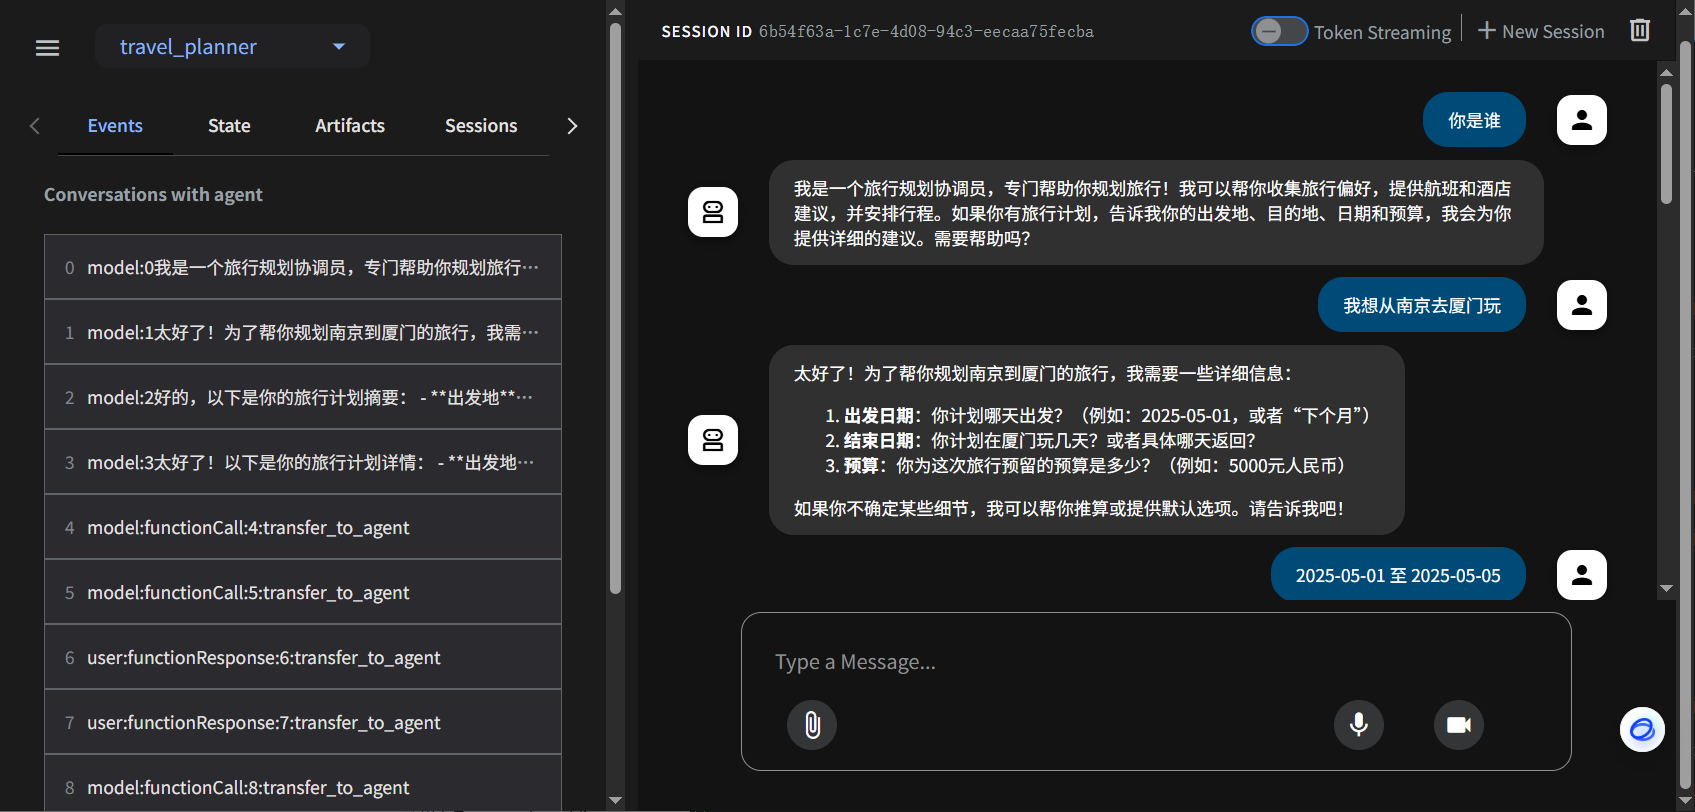 travel_planner
Events
State
Artifacts
Sessions
Conversations with agent
0 model:0我是一个旅行规划协调员，专门帮助你规划旅行…
1 model:1太好了！为了帮你规划南京到厦门的旅行，我需…
2 model:2好的，以下是你的旅行计划摘要： - **出发地**…
3 model:3太好了！以下是你的旅行计划详情： - **出发地…
4 model:functionCall:4:transfer_to_agent
5 model:functionCall:5:transfer_to_agent
6 user:functionResponse:6:transfer_to_agent
7 user:functionResponse:7:transfer_to_agent
8 model:functionCall:8:transfer_to_agent
SESSION ID 6b54f63a-1c7e-4d08-94c3-eecaa75fecba
Token Streaming
New Session
你是谁
我是一个旅行规划协调员，专门帮助你规划旅行！我可以帮你收集旅行偏好，提供航班和酒店
建议，并安排行程。如果你有旅行计划，告诉我你的出发地、目的地、日期和预算，我会为你
提供详细的建议。需要帮助吗？
我想从南京去厦门玩
太好了！为了帮你规划南京到厦门的旅行，我需要一些详细信息：
1. 出发日期：你计划哪天出发？（例如：2025-05-01，或者“下个月”）
2. 结束日期：你计划在厦门玩几天？或者具体哪天返回？
3. 预算：你为这次旅行预留的预算是多少？（例如：5000元人民币）
如果你不确定某些细节，我可以帮你推算或提供默认选项。请告诉我吧！
2025-05-01 至 2025-05-05
Type a Message...